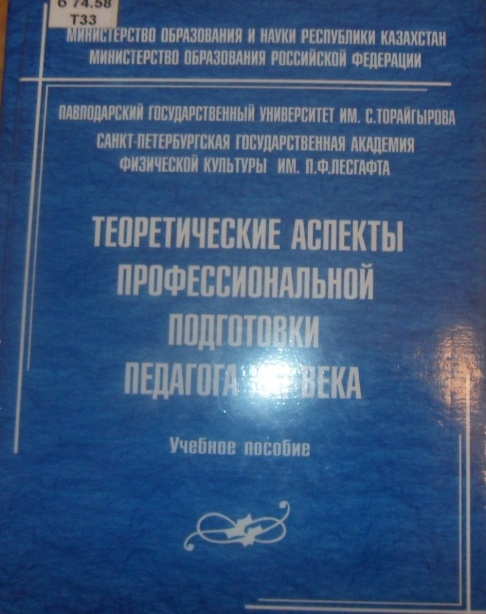 Б 74.58
Т33
МИНИСТЕРСТВО ОБРАЗОВАНИЯ И НАУКИ РЕСПУБЛИКИ КАЗАХСТАН
МИНИСТЕРСТВО ОБРАЗОВАНИЯ РОССИЙСКОЙ ФЕДЕРАЦИИ
ПАВЛОДАРСКИЙ ГОСУДАРСТВЕННЫЙ УНИВЕРСИТЕТ ИМ. С.ТОРАЙГЫРОВА
САНКТ-ПЕТЕРБУРГСКАЯ ГОСУДАРСТВЕННАЯ АКАДЕМИЯ
ФИЗИЧЕСКОЙ КУЛЬТУРЫ ИМ. П.Ф.ЛЕСГАФТА
ТЕОРЕТИЧЕСКИЕ АСПЕКТЫ
ПРОФЕССИОНАЛЬНОЙ
ПОДГОТОВКИ
ПЕДАГОГА ВЕКА
Учебное пособие